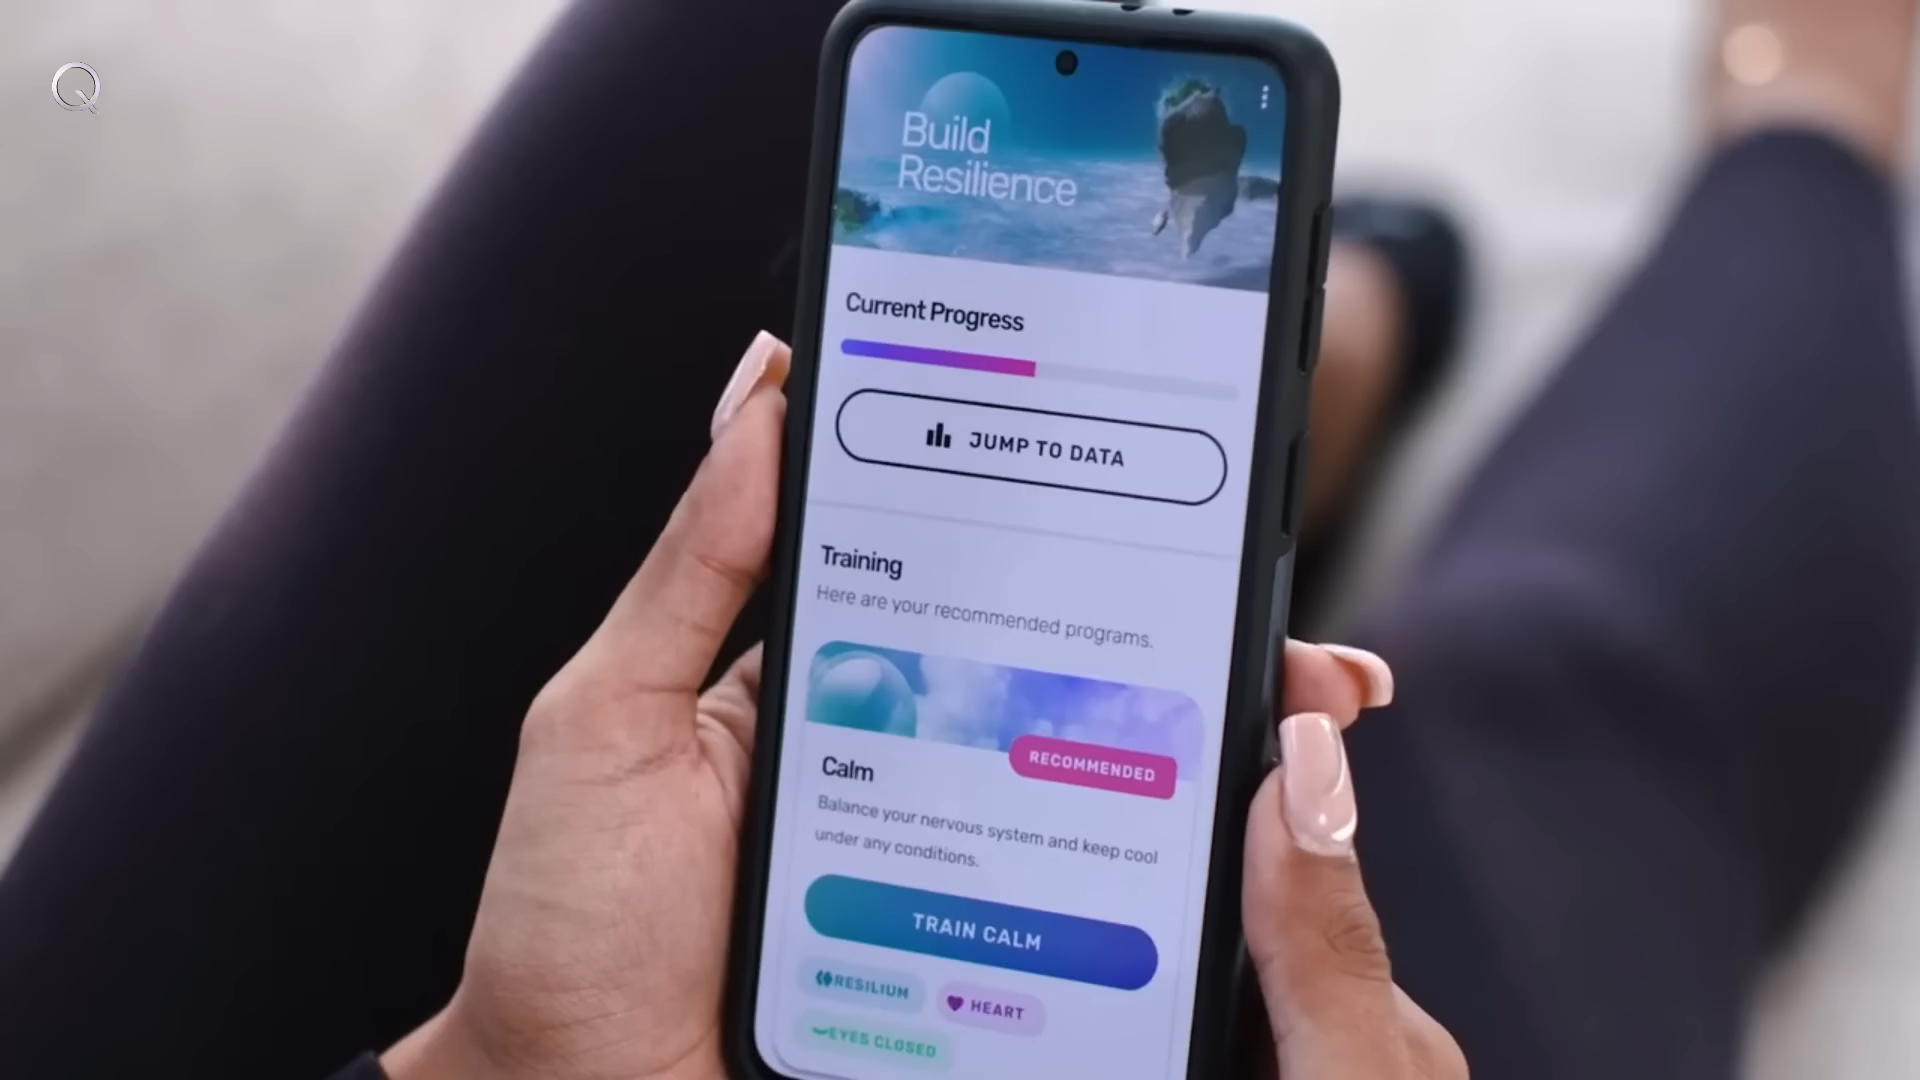 Q
Build
Resilience
Current Progress
JUMP TO DATA
Training
Here are your recommended programs.
RECOMMENDED
Calm
Balance your nervous system and keep cool
under any conditions.
TRAIN CALM
RESILIUM
HEART
EYES CLOSED